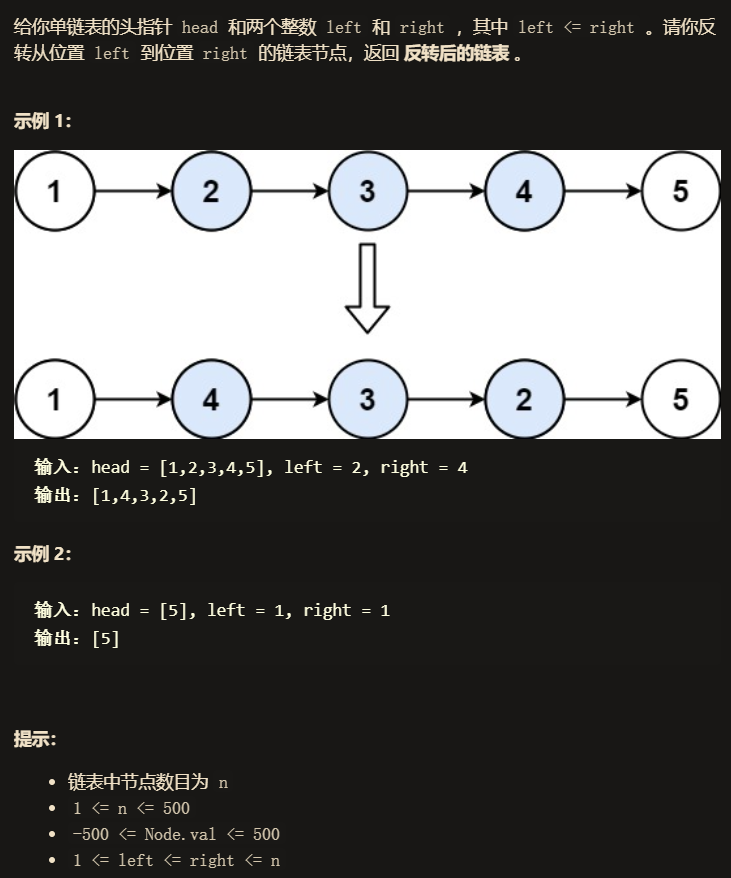 给你单链表的头指针 head 和两个整数 left 和 right ，其中 left <= right 。请你反
转从位置 left 到位置 right 的链表节点，返回 反转后的链表 。
示例 1：
1 2 3 4 5
1 4 3 2 5
输入：head = [1,2,3,4,5], left = 2, right = 4
输出：[1,4,3,2,5]
示例 2：
输入：head = [5], left = 1, right = 1
输出：[5]
提示：
• 链表中节点数目为 n
• 1 <= n <= 500
• -500 <= Node.val <= 500
• 1 <= left <= right <= n